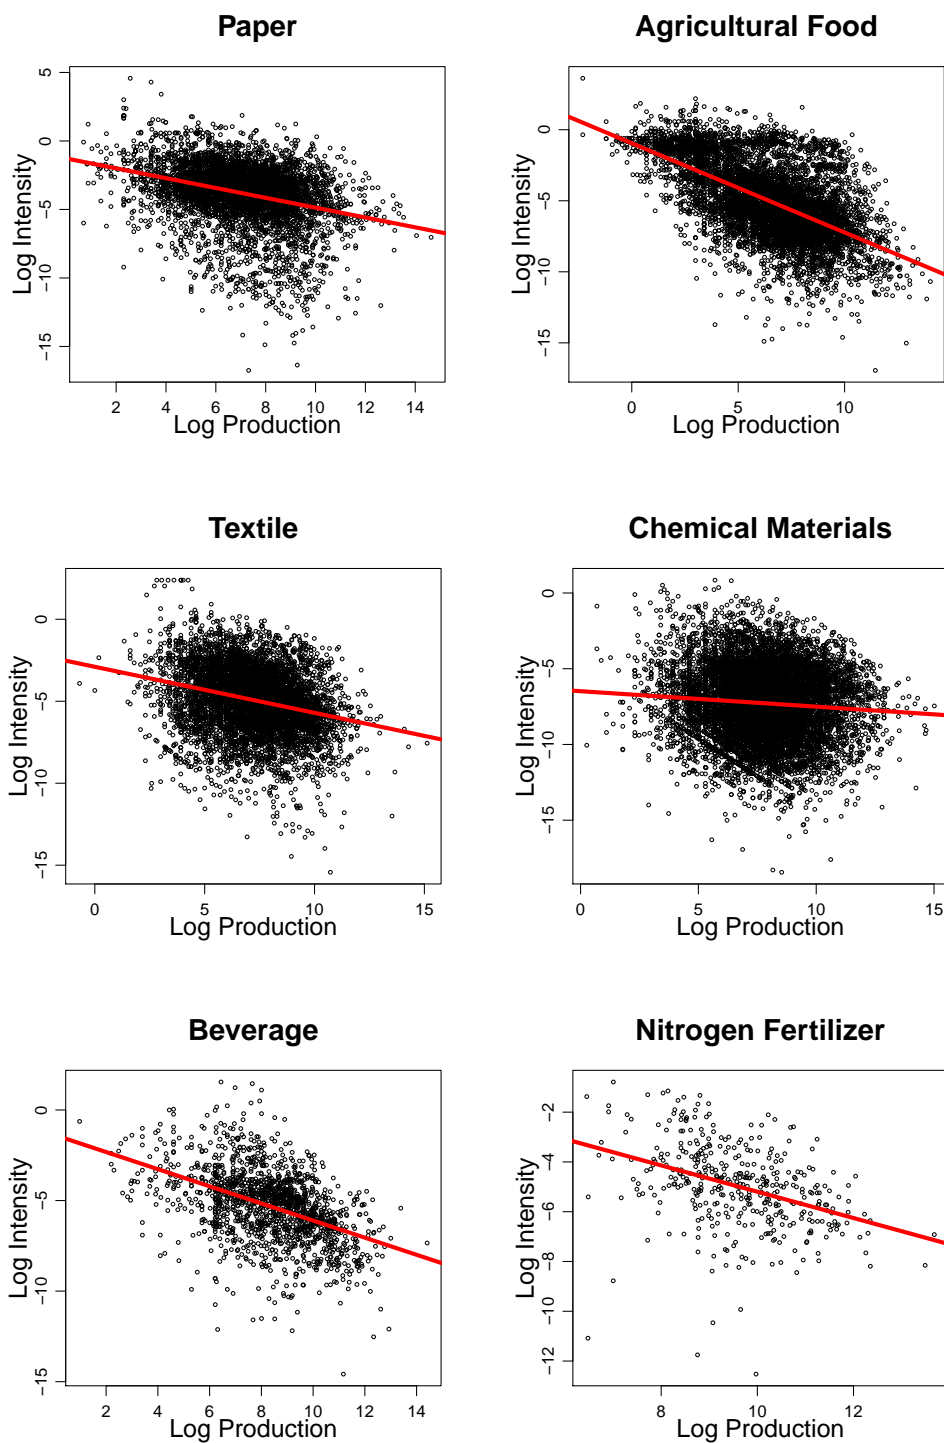 Paper
Log Intensity
5
0
−5
−10
−15
2 4 6 8 10 12 14
Log Production
Agricultural Food
Log Intensity
0
−5
−10
−15
0 5 10
Log Production
Textile
Log Intensity
0
−5
−10
−15
0 5 10 15
Log Production
Chemical Materials
Log Intensity
0
−5
−10
−15
0 5 10 15
Log Production
Beverage
Log Intensity
0
−5
−10
−15
2 4 6 8 10 12 14
Log Production
Nitrogen Fertilizer
Log Intensity
−2
−4
−6
−8
−10
−12
8 10 12
Log Production